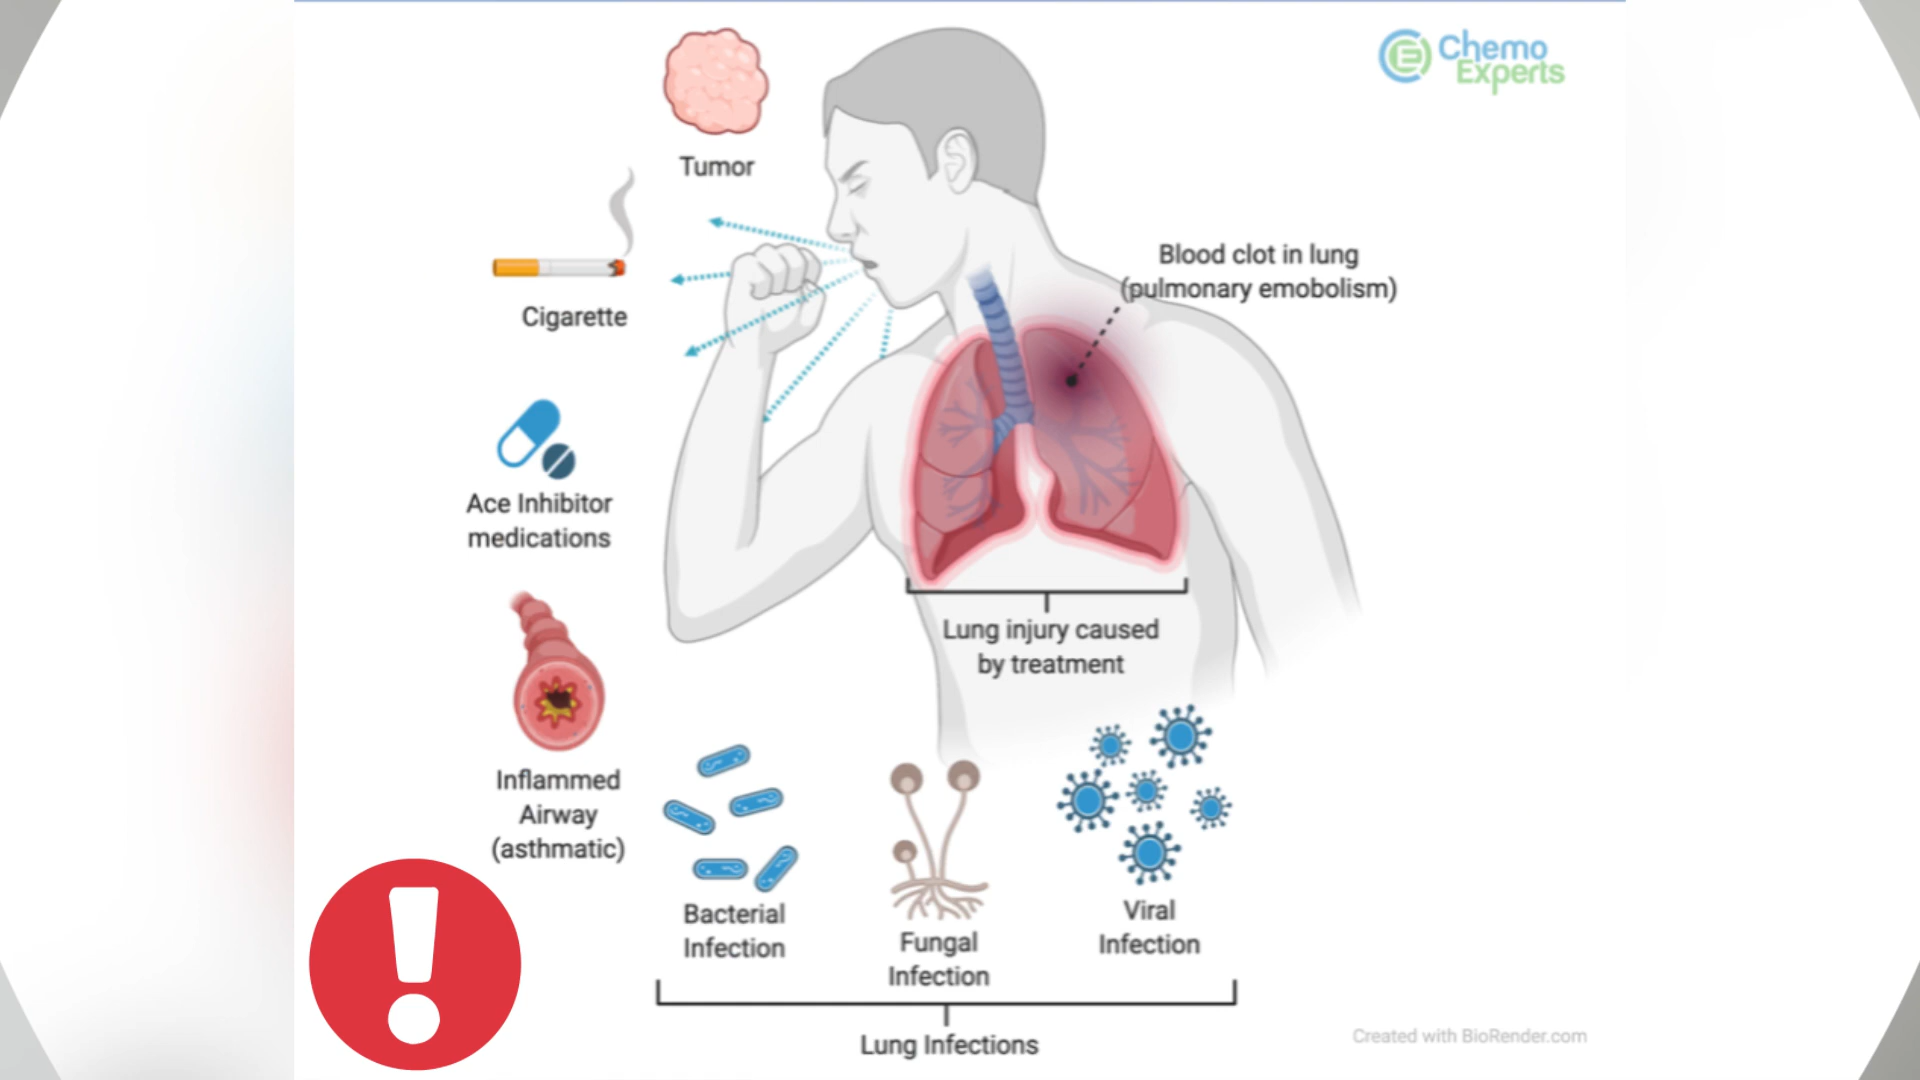 Chemo
Experts
Tumor
Cigarette
Blood clot in lung
(pulmonary emobolism)
Ace Inhibitor
medications
Lung injury caused
by treatment
Inflammed
Airway
(asthmatic)
Bacterial
Infection
Fungal
Infection
Viral
Infection
Lung Infections
Created with BioRender.com